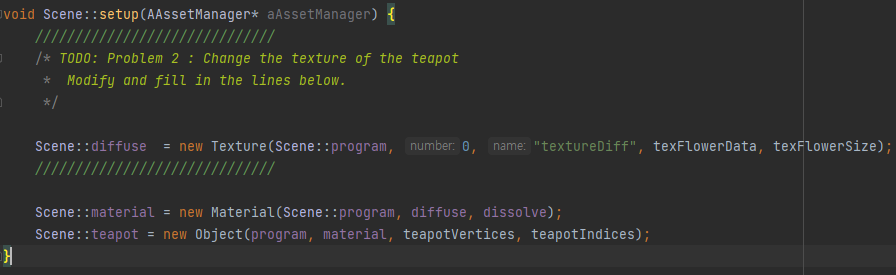 void Scene::setup(AAssetManager* aAssetManager) {
//////////////////////////////
/* TODO: Problem 2 : Change the texture of the teapot
*  Modify and fill in the lines below.
*/
Scene::diffuse  = new Texture(Scene::program, number: 0, name: "textureDiff", texFlowerData, texFlowerSize);
//////////////////////////////
Scene::material = new Material(Scene::program, diffuse, dissolve);
Scene::teapot = new Object(program, material, teapotVertices, teapotIndices);
}